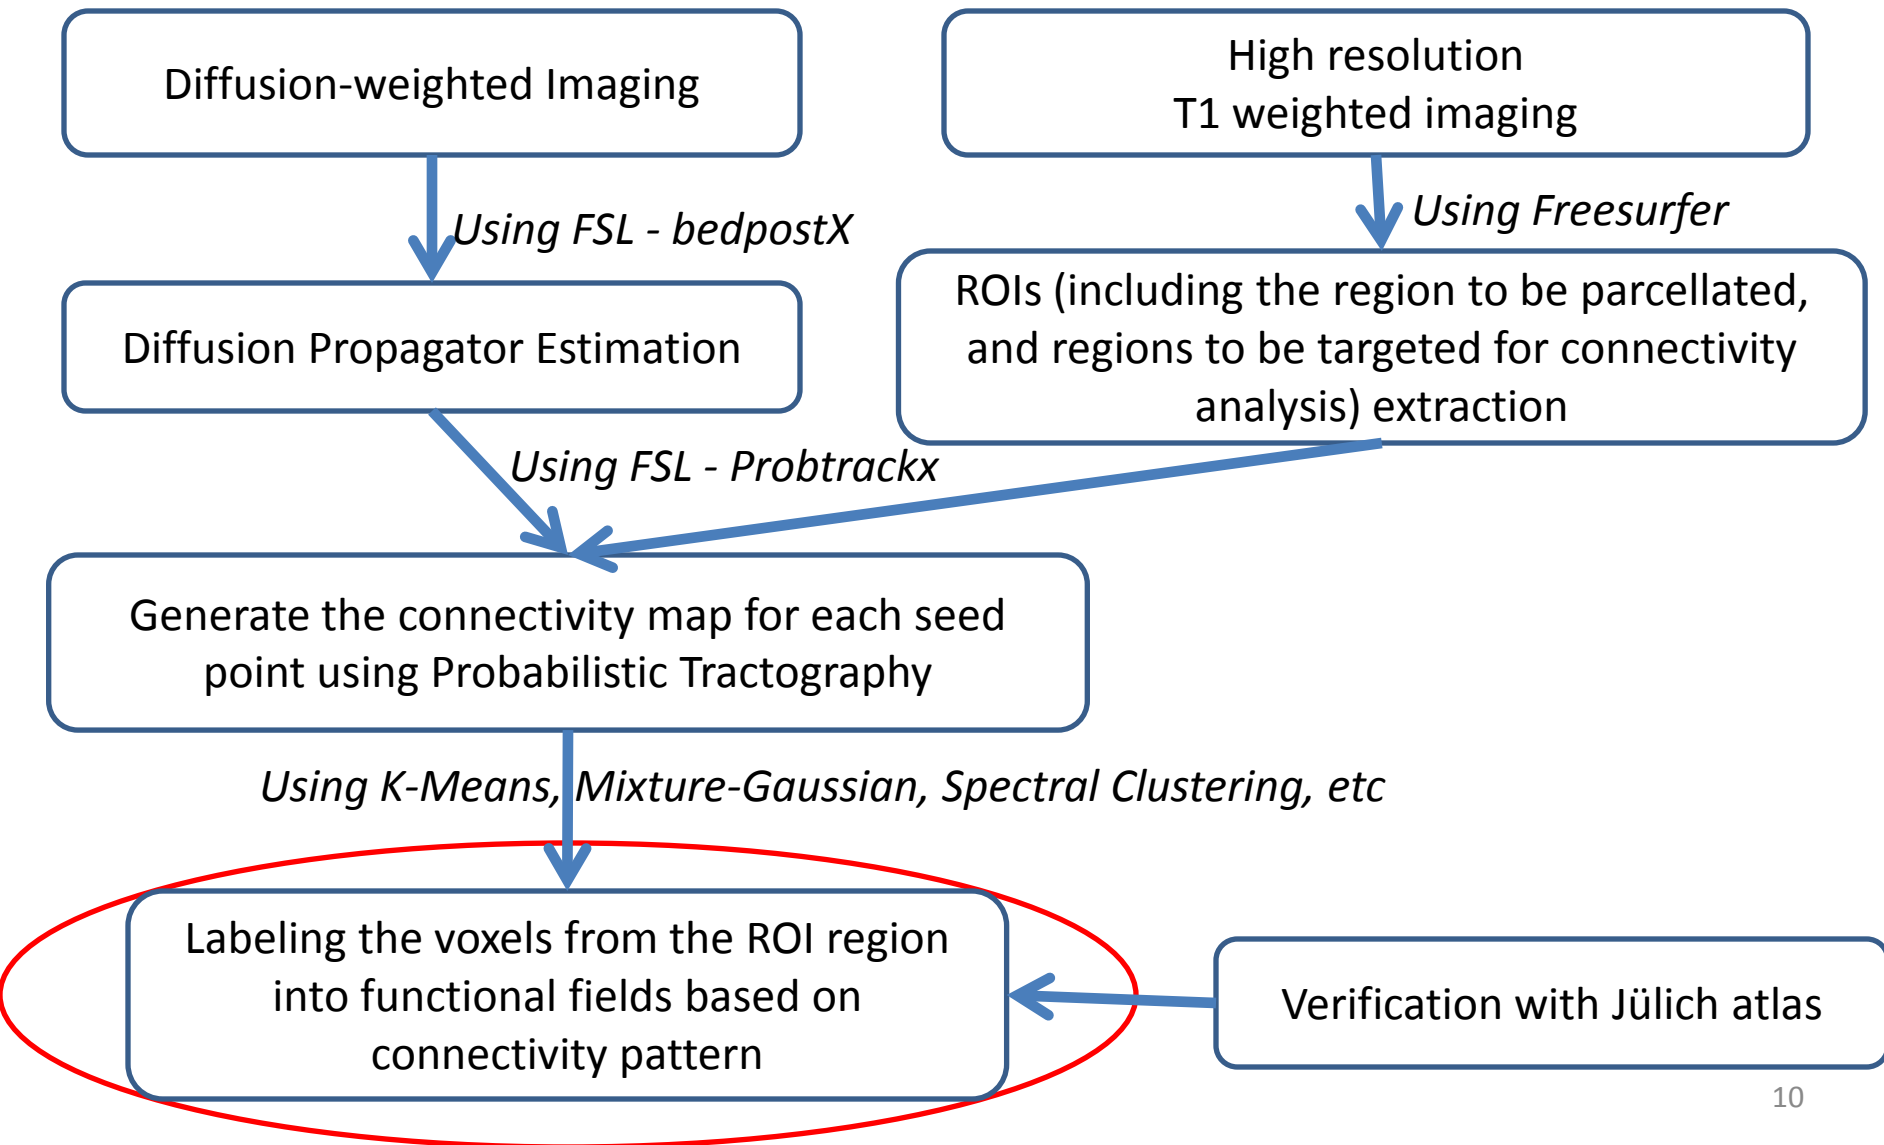 Diffusion-weighted Imaging
High resolution
T1 weighted imaging
Using FSL - bedpostX
Using Freesurfer
Diffusion Propagator Estimation
ROIs (including the region to be parcellated,
and regions to be targeted for connectivity
analysis) extraction
Using FSL - Probtrackx
Generate the connectivity map for each seed
point using Probabilistic Tractography
Using K-Means, Mixture-Gaussian, Spectral Clustering, etc
Labeling the voxels from the ROI region
into functional fields based on
connectivity pattern
Verification with Jülich atlas
10